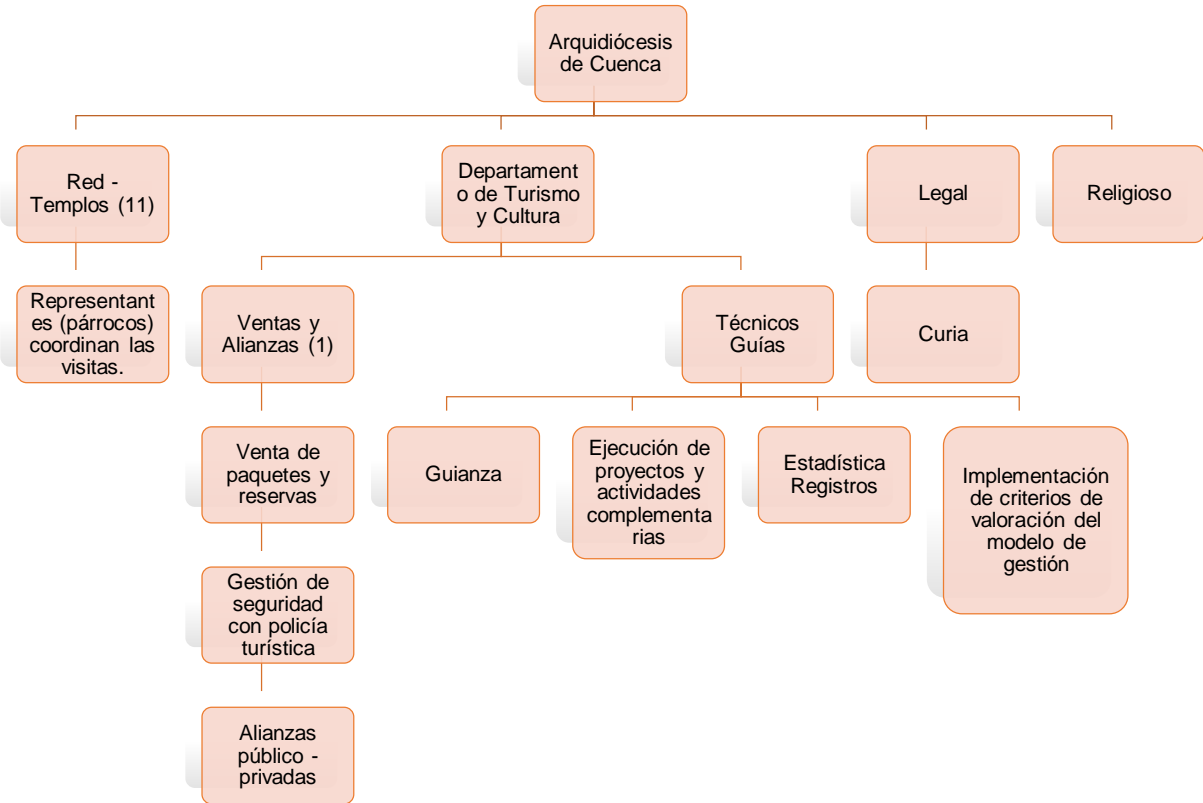 Arquidiócesis
de Cuenca
Red -
Templos (11)
Departament
o de Turismo
y Cultura
Legal
Religioso
Representant
es (párrocos)
coordinan las
visitas.
Ventas y
Alianzas (1)
Técnicos
Guías
Curia
Venta de
paquetes y
reservas
Guianza
Ejecución de
proyectos y
actividades
complementa
rias
Estadística
Registros
Implementación
de criterios de
valoración del
modelo de
gestión
Gestión de
seguridad
con policía
turística
Alianzas
público -
privadas